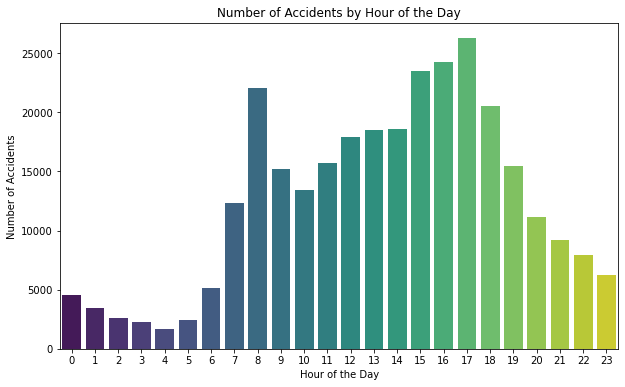 Number of Accidents by Hour of the Day
25000
20000
15000
10000
5000
0
Number of Accidents
0 1 2 3 4 5 6 7 8 9 10 11 12 13 14 15 16 17 18 19 20 21 22 23
Hour of the Day